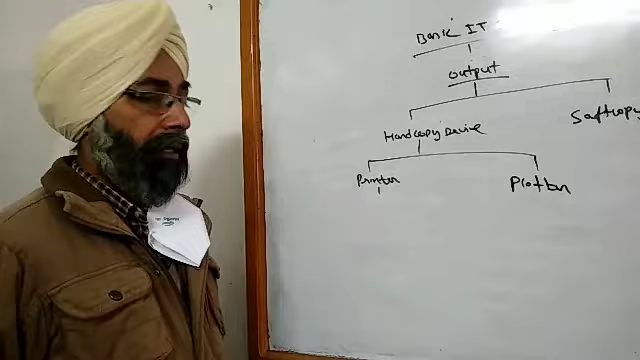 Basic IT
output
Hardcopy Device
Softcopy
Printer
Plotter